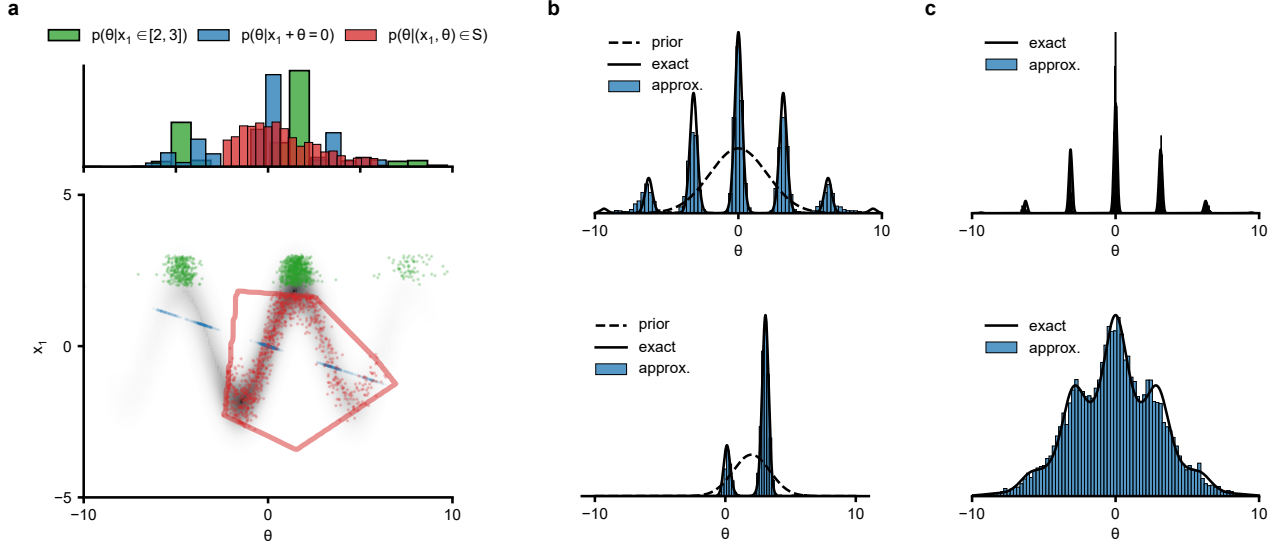 a
p(θ|x₁ ∈ [2, 3]) p(θ|x₁ + θ = 0) p(θ|(x₁, θ) ∈ S)
5
0
−5
x₁
−10 0 10
θ
b
prior
exact
approx.
−10 0 10
θ
prior
exact
approx.
−10 0 10
θ
c
exact
approx.
−10 0 10
θ
exact
approx.
−10 0 10
θ